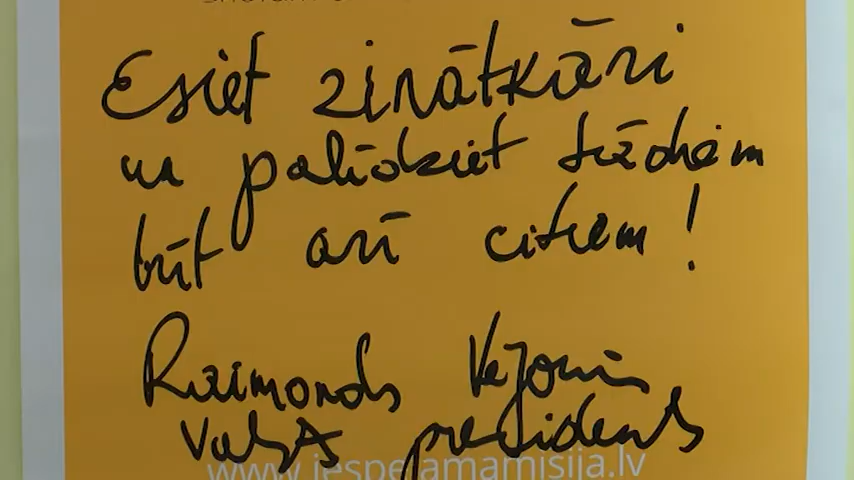 Esiet zinātkāri
un palīdziet tādiem
būt arī citiem!
Raimonds Vējonis
Valsts prezidents
www.iespejamamisija.lv